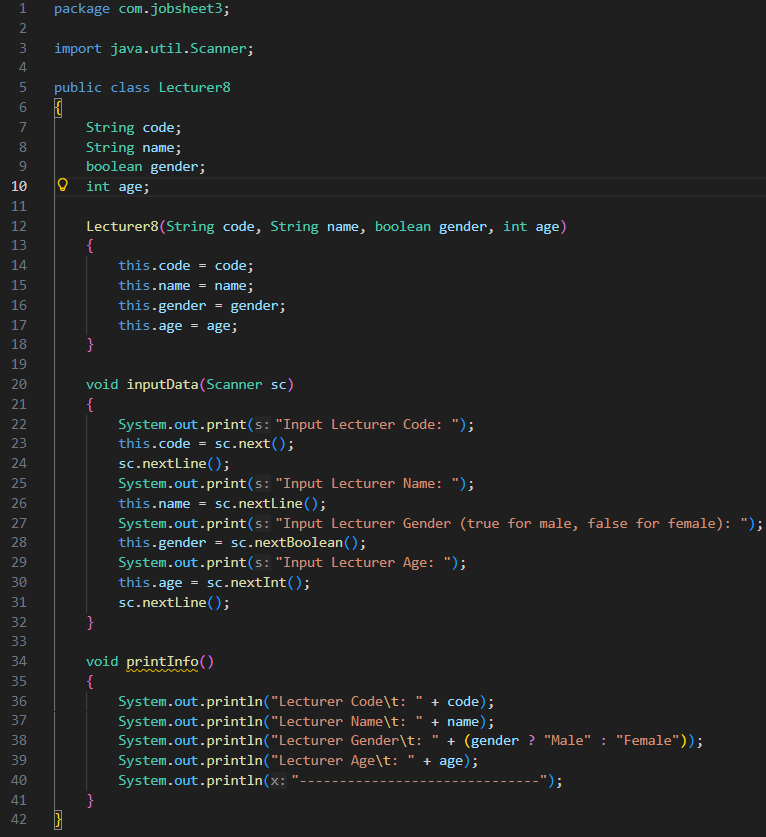 1 package com.jobsheet3;
2
3 import java.util.Scanner;
4
5 public class Lecturer8
6 {
7     String code;
8     String name;
9     boolean gender;
10     int age;
11
12     Lecturer8(String code, String name, boolean gender, int age)
13     {
14         this.code = code;
15         this.name = name;
16         this.gender = gender;
17         this.age = age;
18     }
19
20     void inputData(Scanner sc)
21     {
22         System.out.print(s: "Input Lecturer Code: ");
23         this.code = sc.next();
24         sc.nextLine();
25         System.out.print(s: "Input Lecturer Name: ");
26         this.name = sc.nextLine();
27         System.out.print(s: "Input Lecturer Gender (true for male, false for female): ");
28         this.gender = sc.nextBoolean();
29         System.out.print(s: "Input Lecturer Age: ");
30         this.age = sc.nextInt();
31         sc.nextLine();
32     }
33
34     void printInfo()
35     {
36         System.out.println("Lecturer Code\t: " + code);
37         System.out.println("Lecturer Name\t: " + name);
38         System.out.println("Lecturer Gender\t: " + (gender ? "Male" : "Female"));
39         System.out.println("Lecturer Age\t: " + age);
40         System.out.println(x: "------------------------------");
41     }
42 }